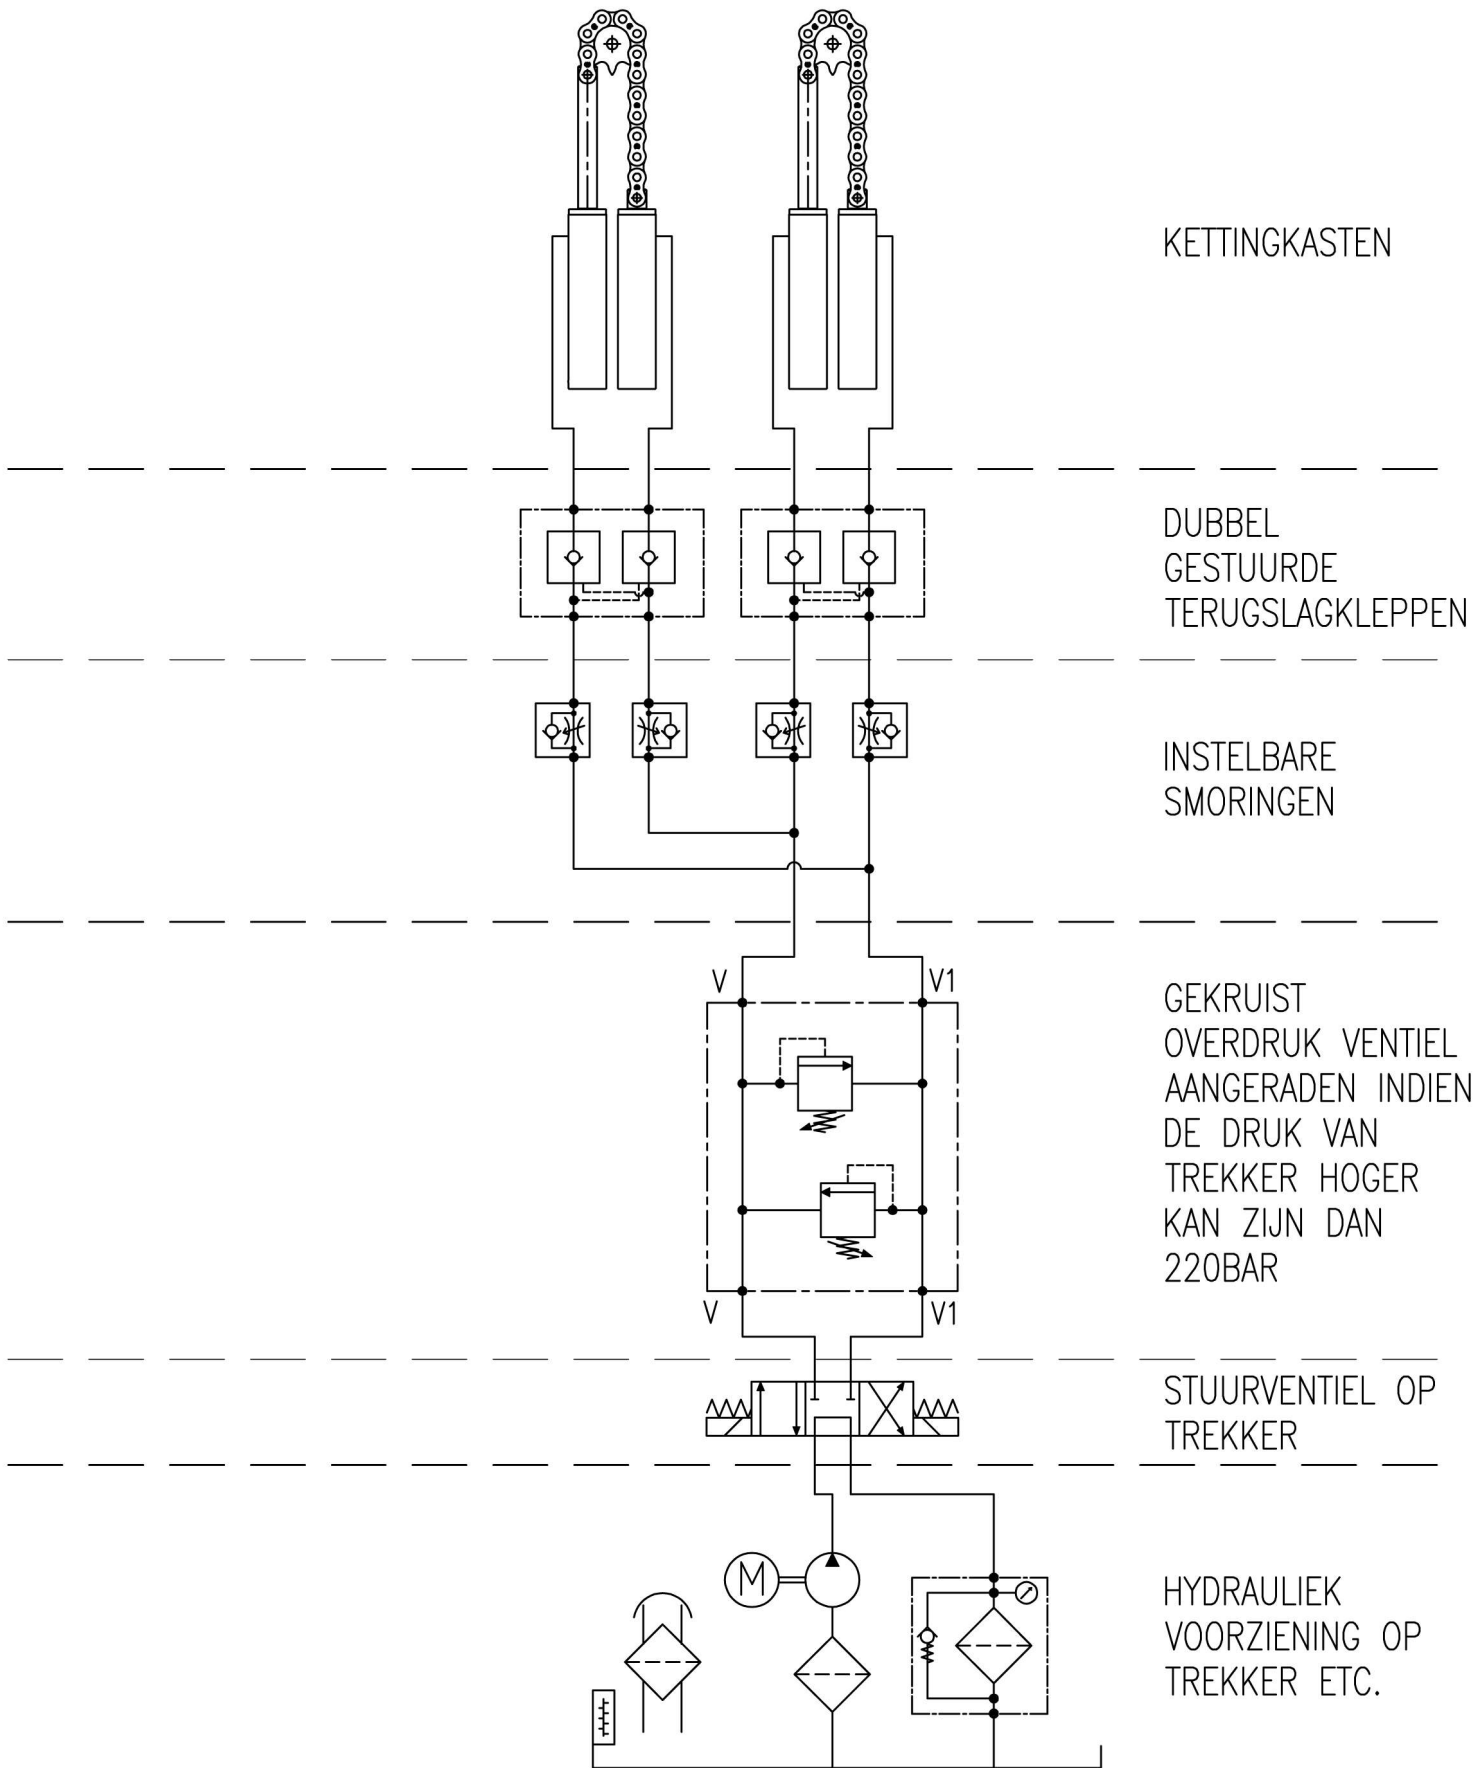 KETTINGKASTEN
DUBBEL
GESTUURDE
TERUGSLAGKLEPPEN
INSTELBARE
SMORINGEN
V
V1
GEKRUIST
OVERDRUK VENTIEL
AANGERADEN INDIEN
DE DRUK VAN
TREKKER HOGER
KAN ZIJN DAN
220BAR
V
V1
STUURVENTIEL OP
TREKKER
M
HYDRAULIEK
VOORZIENING OP
TREKKER ETC.